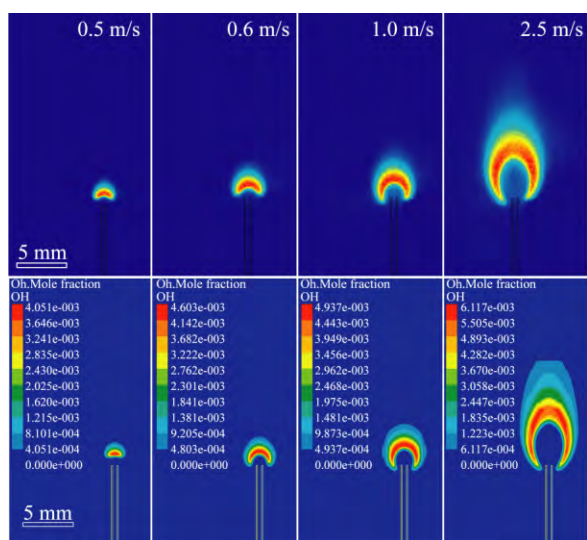 0.5 m/s
0.6 m/s
1.0 m/s
2.5 m/s
5 mm
Oh.Mole fraction
OH
4.051e-003
3.646e-003
3.241e-003
2.835e-003
2.430e-003
2.025e-003
1.620e-003
1.215e-003
8.101e-004
4.051e-004
0.000e+000
5 mm
Oh.Mole fraction
OH
4.603e-003
4.142e-003
3.682e-003
3.222e-003
2.762e-003
2.301e-003
1.841e-003
1.381e-003
9.205e-004
4.803e-004
0.000e+000
Oh.Mole fraction
OH
4.937e-003
4.443e-003
3.949e-003
3.456e-003
2.962e-003
2.468e-003
1.975e-003
1.481e-003
9.873e-004
4.937e-004
0.000e+000
Oh.Mole fraction
OH
6.117e-003
5.505e-003
4.893e-003
4.282e-003
3.670e-003
3.058e-003
2.447e-003
1.835e-003
1.223e-003
6.117e-004
0.000e+000